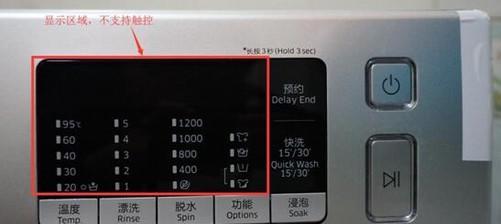 显示区域，不支持触控
*长按3秒(Hold 3 sec)
预约
Delay End
95℃ 5 1200
60 4 1000
40 3 800
30 2 400
20 1
快洗
15'/30'
Quick Wash
15'/30'
温度 漂洗 脱水 功能 浸泡
Temp. Rinse Spin Options Soak